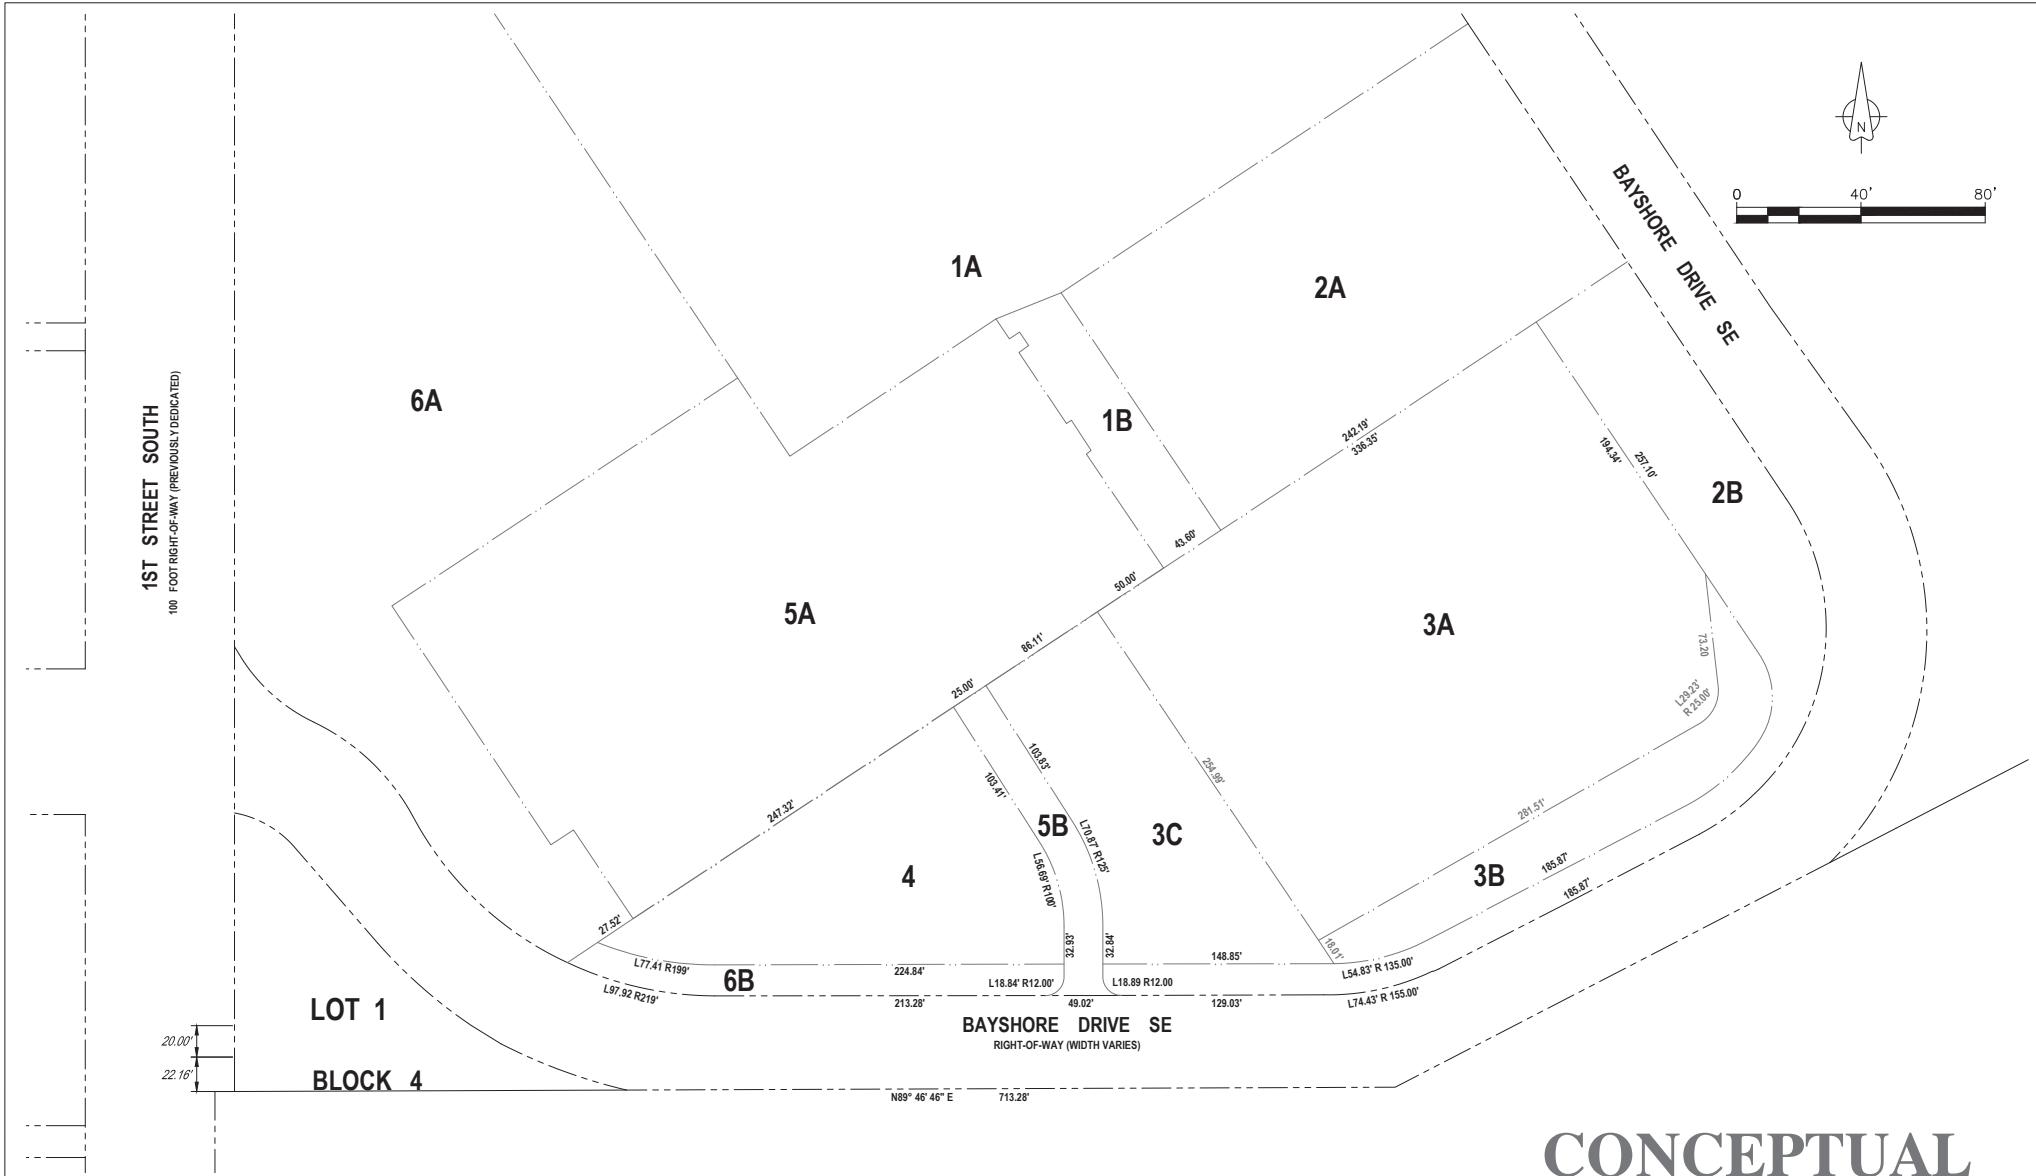 N
0 40' 80'
BAYSHORE DRIVE SE
1A
2A
6A
1B
1ST STREET SOUTH
100 FOOT RIGHT-OF-WAY (PREVIOUSLY DEDICATED)
242.19'
336.35'
194.34'
257.10'
2B
43.60'
50.00'
5A
3A
86.11'
73.20
25.00'
L29.23'
R 25.00'
103.83'
103.41'
254.99'
247.32'
281.51'
5B
3C
L70.87' R125'
L56.69' R100'
4
3B
185.87'
185.87'
27.52'
32.93'
32.84'
18.01'
148.85'
L77.41 R199'
224.84'
L54.83' R 135.00'
6B
L18.84' R12.00'
L18.89 R12.00
L97.92 R219'
213.28'
49.02'
129.03'
L74.43' R 155.00'
LOT 1
BAYSHORE DRIVE SE
RIGHT-OF-WAY (WIDTH VARIES)
20.00'
22.16'
BLOCK 4
N89° 46' 46" E 713.28'
CONCEPTUAL